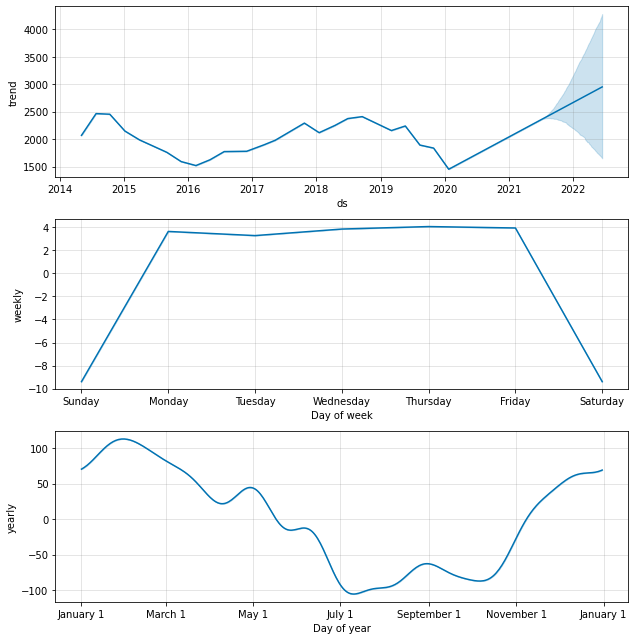 4000
3500
3000
2500
2000
1500
trend
2014 2015 2016 2017 2018 2019 2020 2021 2022
ds
4
2
0
−2
−4
−6
−8
−10
weekly
Sunday Monday Tuesday Wednesday Thursday Friday Saturday
Day of week
100
50
0
−50
−100
yearly
January 1 March 1 May 1 July 1 September 1 November 1 January 1
Day of year